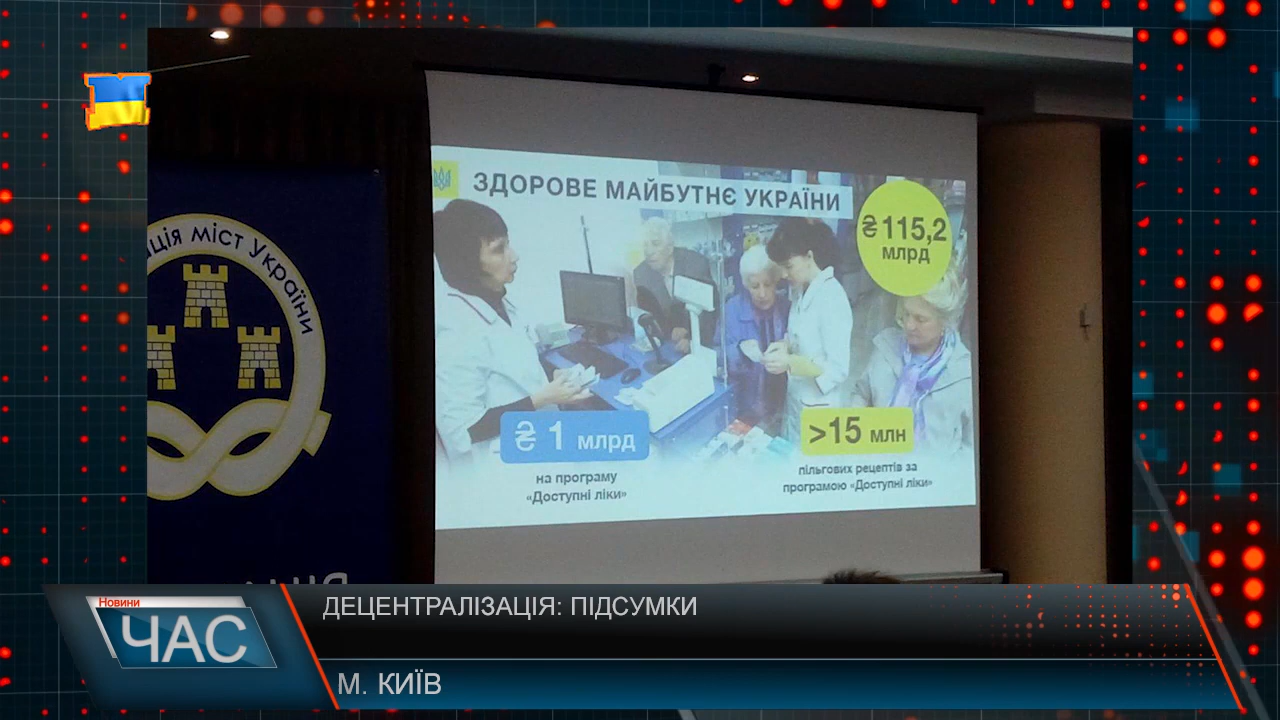 ЗДОРОВЕ МАЙБУТНЄ УКРАЇНИ
₴ 115,2
млрд
міст України
₴ 1 млрд
на програму
«Доступні ліки»
>15 млн
пільгових рецептів за
програмою «Доступні ліки»
Новини
ЧАС
ДЕЦЕНТРАЛІЗАЦІЯ: ПІДСУМКИ
М. КИЇВ